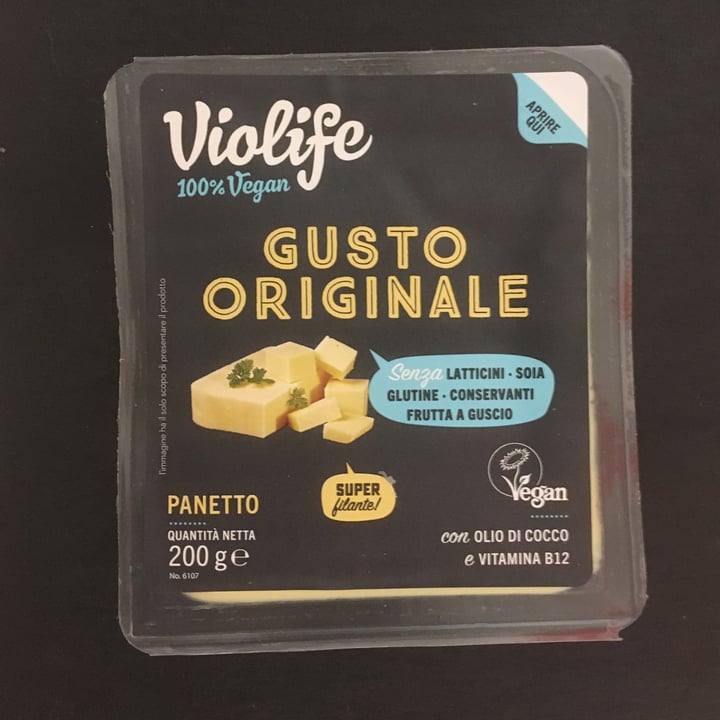 Violife
100% Vegan
APRIRE
QUI
GUSTO
ORIGINALE
l'immagine ha il solo scopo di presentare il prodotto
Senza LATTICINI · SOIA
GLUTINE · CONSERVANTI
FRUTTA A GUSCIO
SUPER
filante!
Vegan
PANETTO
QUANTITÀ NETTA
200 g e
No. 6107
con OLIO DI COCCO
e VITAMINA B12